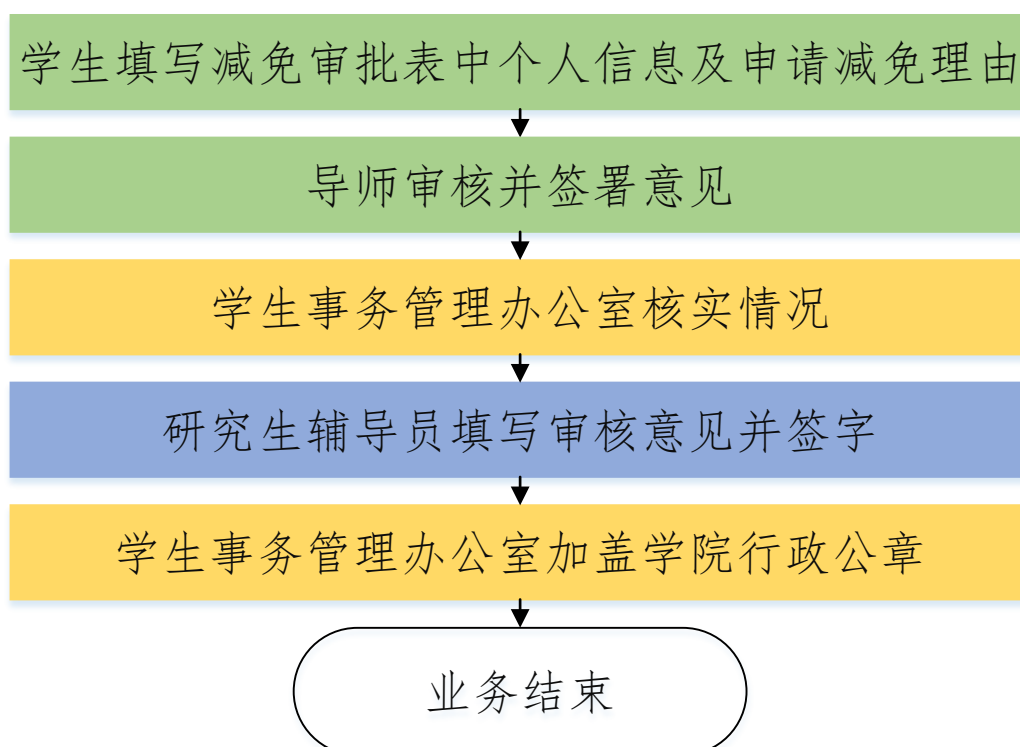 学生填写减免审批表中个人信息及申请减免理由
导师审核并签署意见
学生事务管理办公室核实情况
研究生辅导员填写审核意见并签字
学生事务管理办公室加盖学院行政公章
业务结束